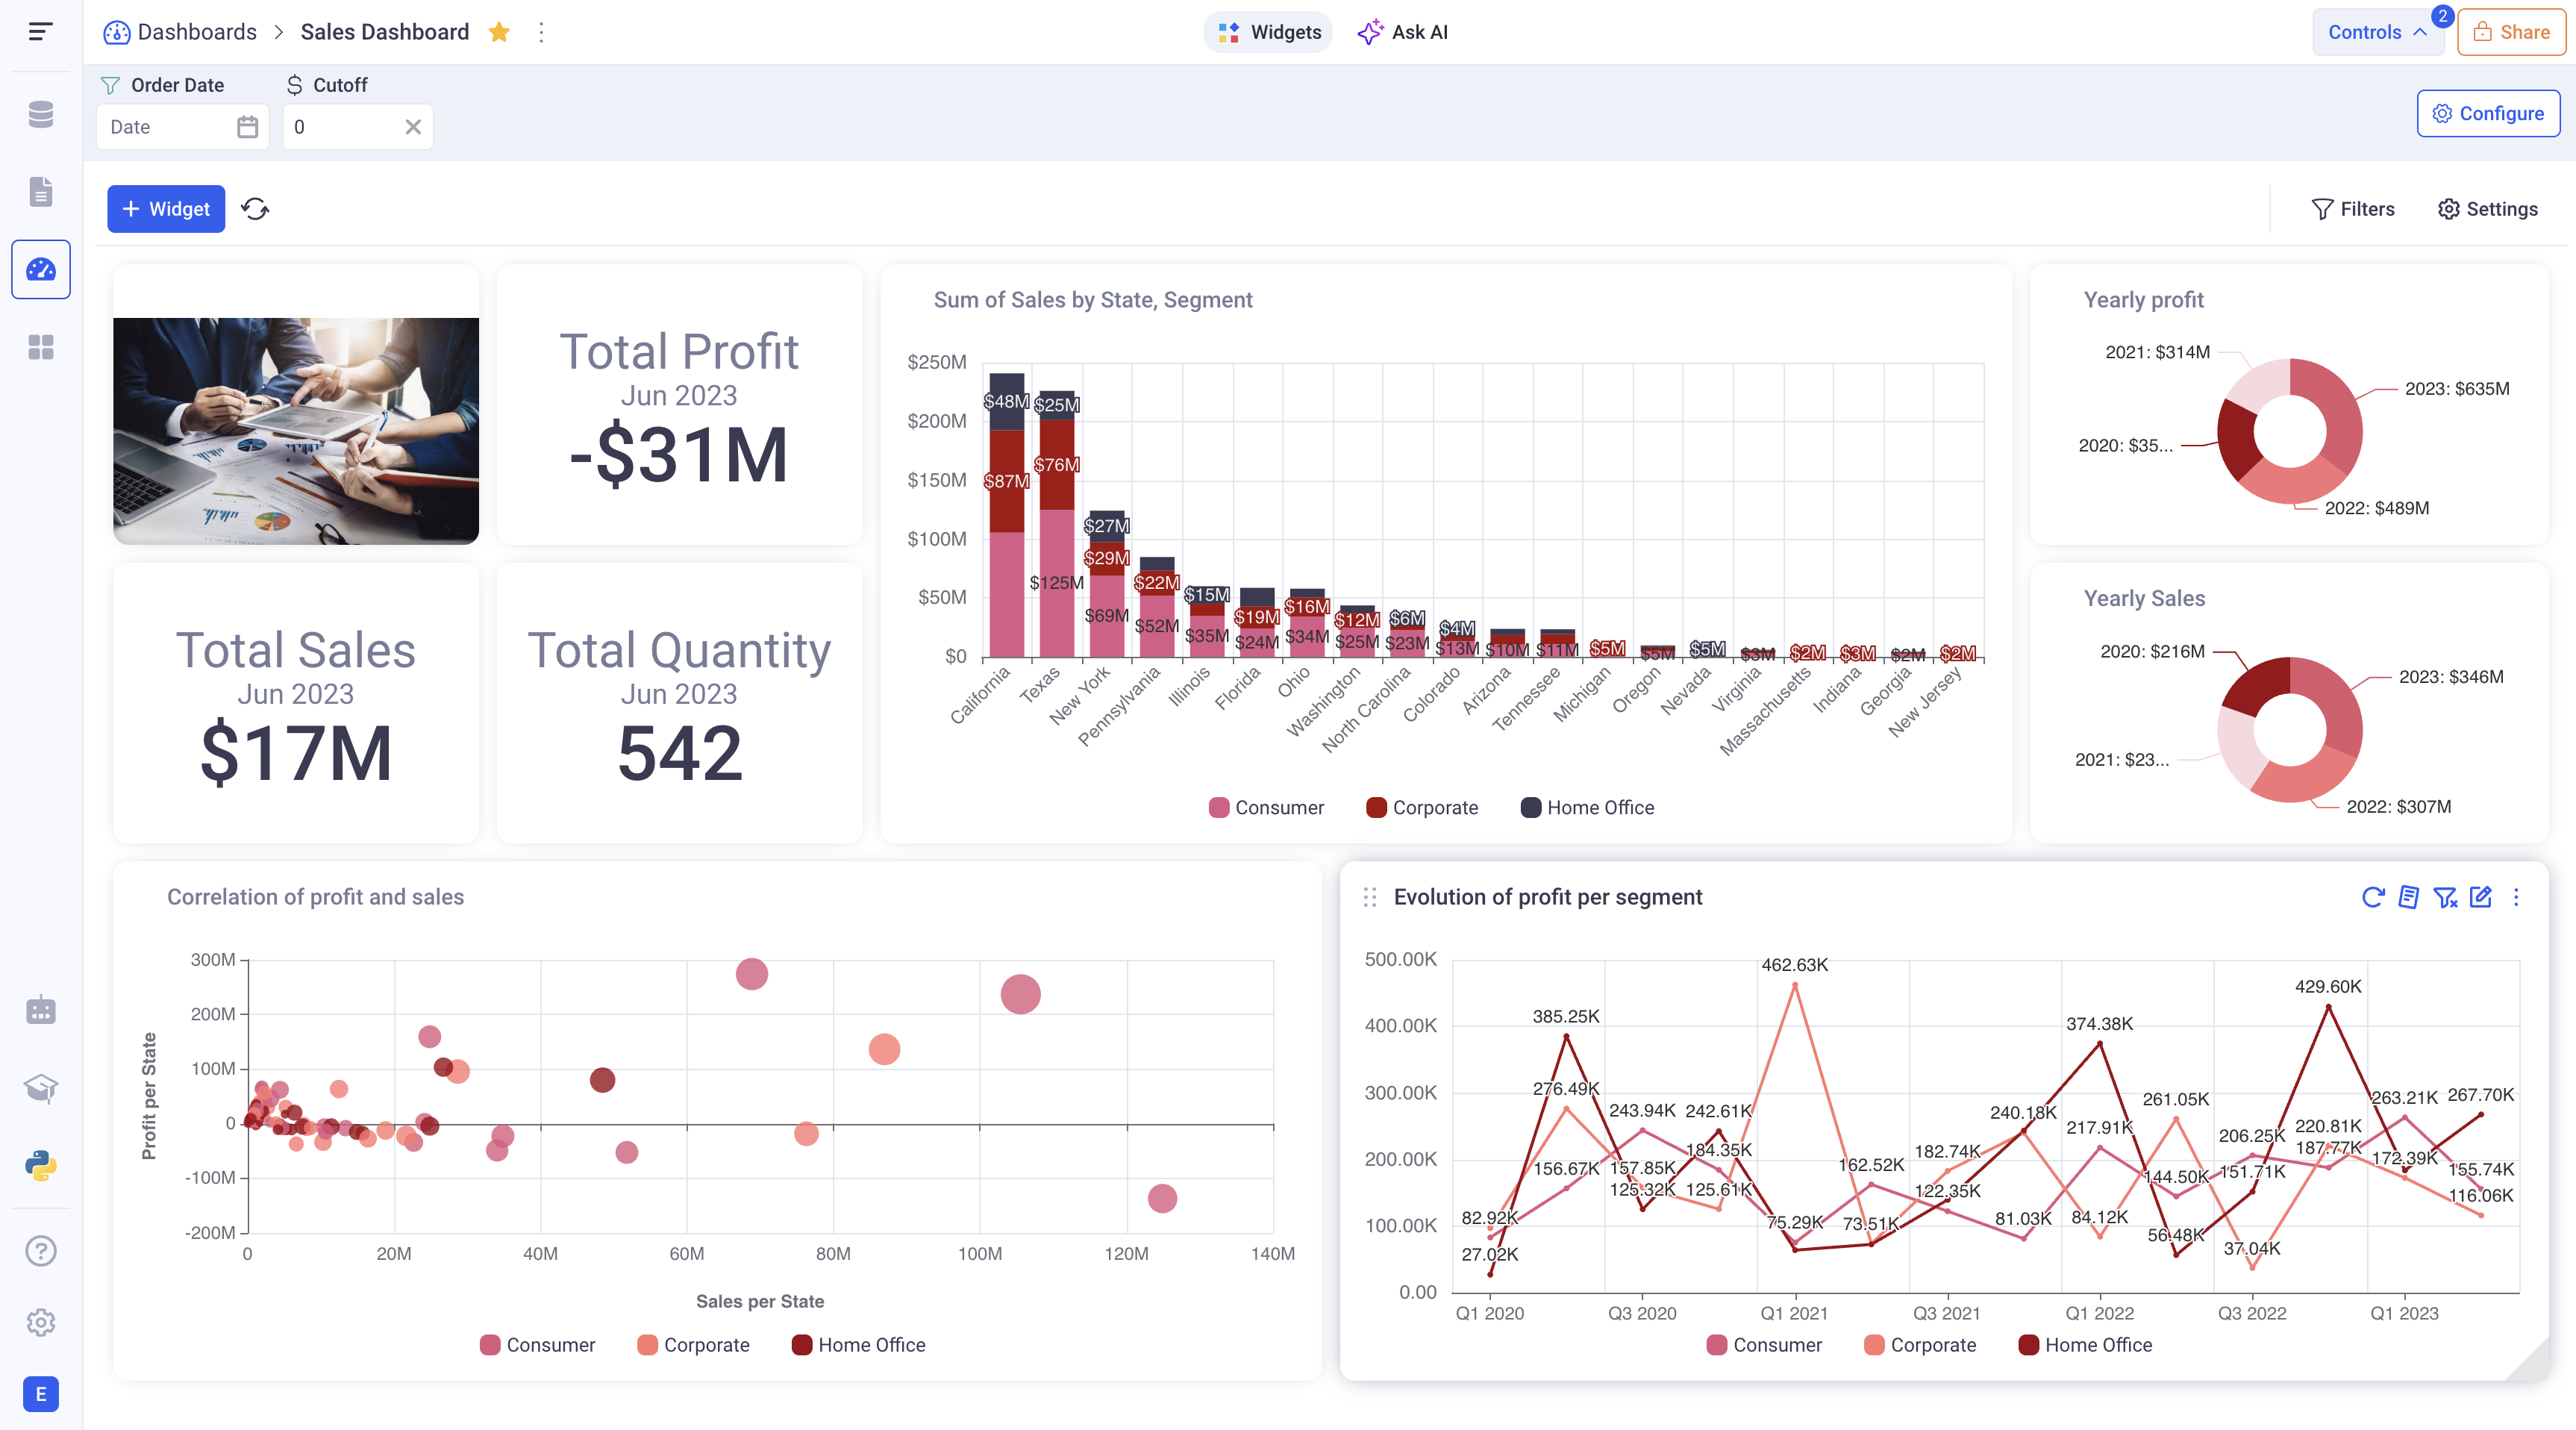 Dashboards > Sales Dashboard
Widgets
Ask AI
Controls
2
Share
Order Date
Cutoff
Date
0
Configure
+ Widget
Filters
Settings
Total Profit
Jun 2023
-$31M
Total Sales
Jun 2023
$17M
Total Quantity
Jun 2023
542
Sum of Sales by State, Segment
$250M
$200M
$150M
$100M
$50M
$0
$48M
$87M
$25M
$76M
$125M
$27M
$29M
$69M
$22M
$52M
$15M
$35M
$19M
$24M
$16M
$34M
$12M
$25M
$6M
$23M
$4M
$13M
$10M
$11M
$5M
$5M
$5M
$3M
$2M
$3M
$2M
$2M
California
Texas
New York
Pennsylvania
Illinois
Florida
Ohio
Washington
North Carolina
Colorado
Arizona
Tennessee
Michigan
Oregon
Nevada
Virginia
Massachusetts
Indiana
Georgia
New Jersey
Consumer
Corporate
Home Office
Yearly profit
2021: $314M
2023: $635M
2020: $35...
2022: $489M
Yearly Sales
2020: $216M
2023: $346M
2021: $23...
2022: $307M
Correlation of profit and sales
Profit per State
300M
200M
100M
0
-100M
-200M
0
20M
40M
60M
80M
100M
120M
140M
Sales per State
Consumer
Corporate
Home Office
Evolution of profit per segment
500.00K
400.00K
300.00K
200.00K
100.00K
0.00
82.92K
27.02K
385.25K
276.49K
156.67K
243.94K
157.85K
125.32K
242.61K
184.35K
125.61K
462.63K
75.29K
162.52K
73.51K
182.74K
122.35K
240.18K
81.03K
374.38K
217.91K
84.12K
261.05K
144.50K
56.48K
206.25K
151.71K
37.04K
429.60K
220.81K
187.77K
263.21K
172.39K
267.70K
155.74K
116.06K
Q1 2020
Q3 2020
Q1 2021
Q3 2021
Q1 2022
Q3 2022
Q1 2023
Consumer
Corporate
Home Office
E